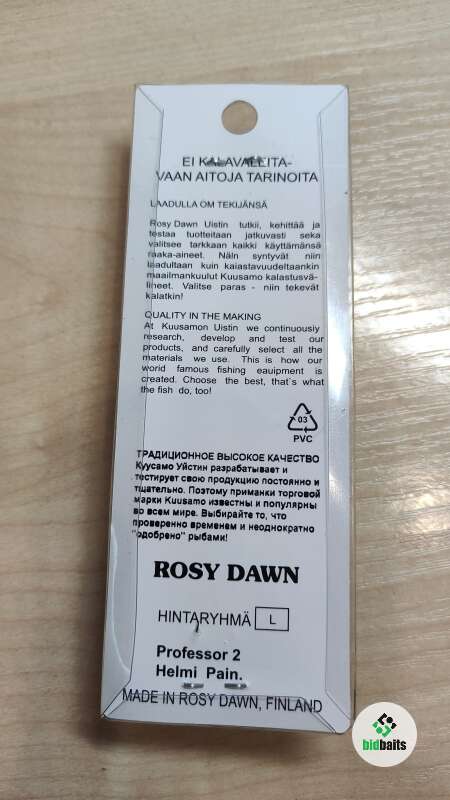 EI KALAVALEITA-
VAAN AITOJA TARINOITA
LAADULLA OM TEKIJÄNSÄ
Rosy Dawn Uistin tutkii, kehittää ja
testaa tuotteitaan jatkuvasti seka
valitsee tarkkaan kaikki käyttämänsä
raaka-aineet. Näln syntyvät niin
laadultaan kuin kaiastavuudeltaankin
maailmankuulut Kuusamo kalastusvä-
lineet. Valitse paras - niin tekevät
kalatkin!
QUALITY IN THE MAKING
At Kuusamon Uistin we continuously
research, develop and test our
products, and carefully select all the
materials we use. This is how our
world famous fishing eauipment is
created. Choose the best, that`s what
the fish do, too!
03
PVC
ТРАДИЦИОННОЕ ВЫСОКОЕ КАЧЕСТВО
Куусамо Уйстин разрабатывает и
тестирует свою продукцию постоянно и
тщательно. Поэтому приманки торговой
марки Kuusamo известны и популярны
во всем мире. Выбирайте то, что
проверенно временем и неоднократно
"одобрено" рыбами!
ROSY DAWN
HINTARYHMÄ L
Professor 2
Helmi Pain.
MADE IN ROSY DAWN, FINLAND
bidbaits